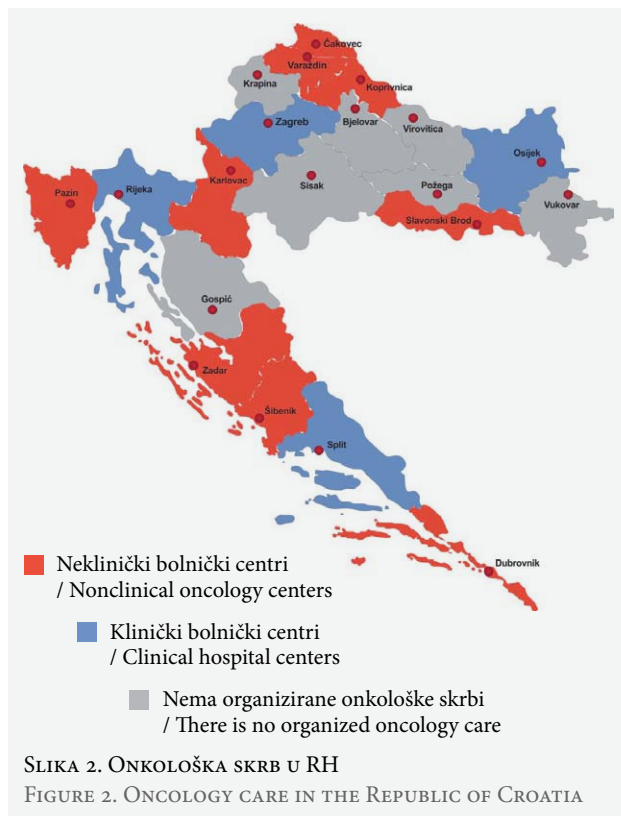 Čakovec
Varaždin
Krapina
Koprivnica
Zagreb
Bjelovar
Virovitica
Osijek
Karlovac
Sisak
Požega
Pazin
Rijeka
Vukovar
Slavonski Brod
Gospić
Zadar
Šibenik
Split
Dubrovnik
Neklinički bolnički centri
/ Nonclinical oncology centers
Klinički bolnički centri
/ Clinical hospital centers
Nema organizirane onkološke skrbi
/ There is no organized oncology care
Slika 2. Onkološka skrb u RH
Figure 2. Oncology care in the Republic of Croatia